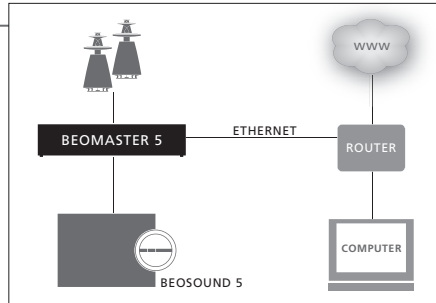 WWW
ETHERNET
BEOMASTER 5
ROUTER
COMPUTER
BEOSOUND 5